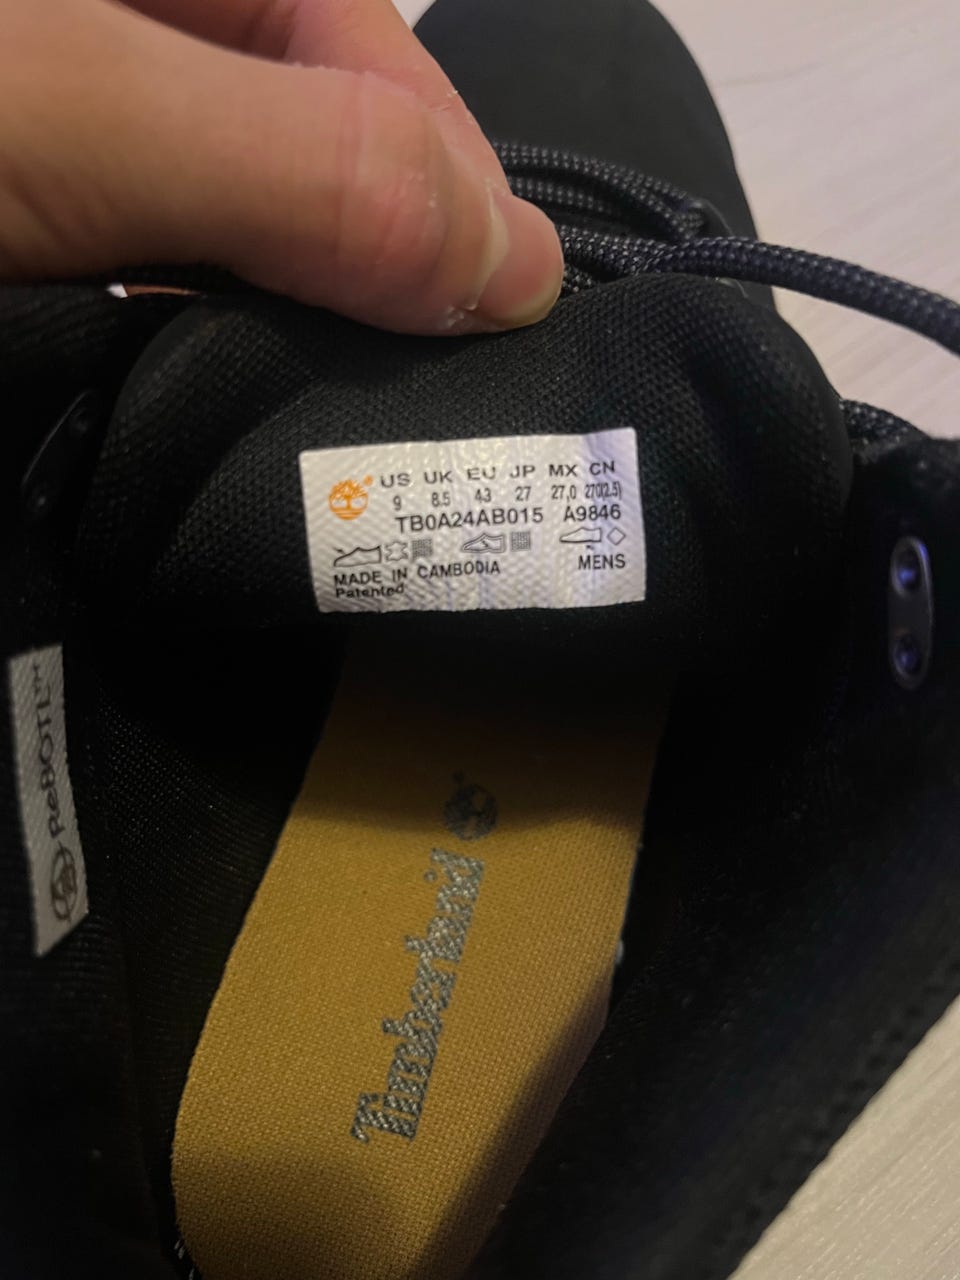 US UK EU JP MX CN
9 8.5 43 27 27,0 270(2.5)
TB0A24AB015 A9846
MADE IN CAMBODIA MENS
Patented
ReBOTL™
Timberland ®